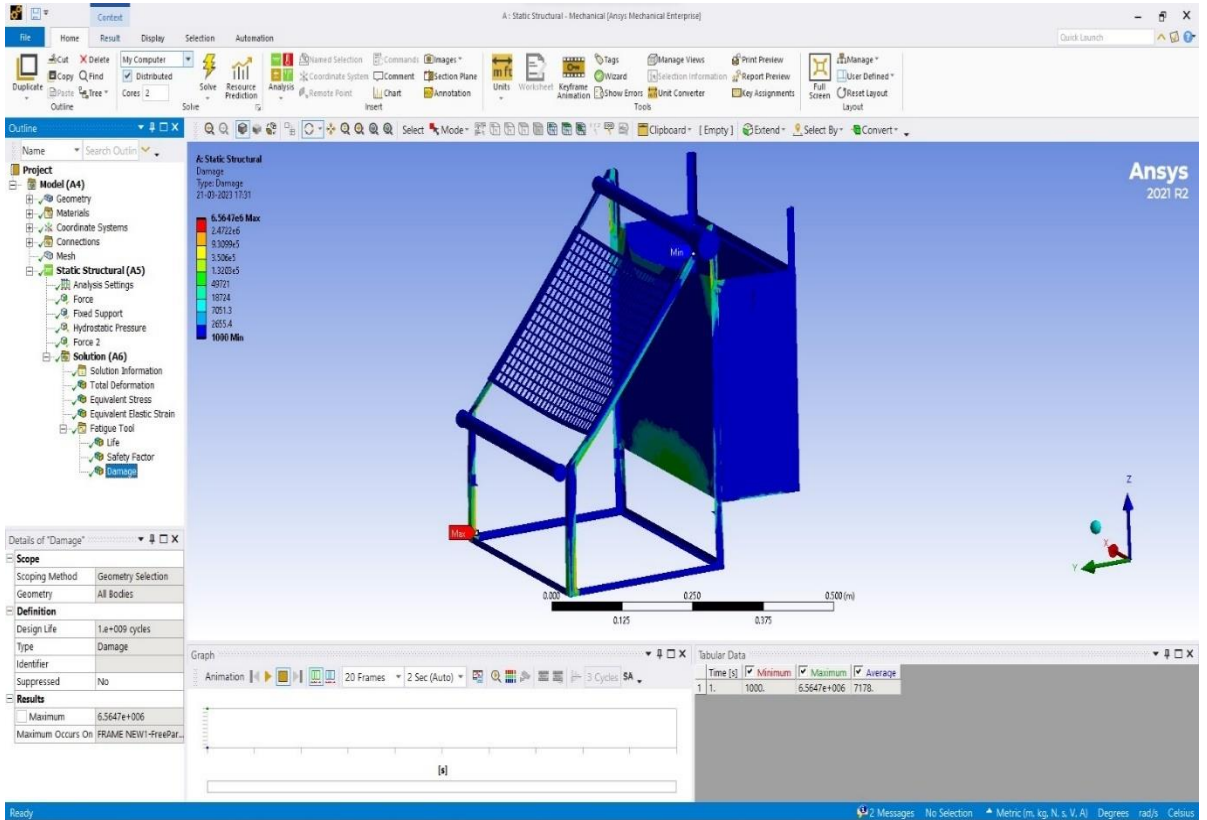 A : Static Structural - Mechanical [Ansys Mechanical Enterprise]
Context
File Home Result Display Selection Automation
Quick Launch
Duplicate Cut Delete My Computer
Copy Find Distributed
Paste Tree Cores 2
Solve Resource Prediction Analysis
Named Selection Commands Images
Coordinate System Comment Section Plane
Remote Point Chart Annotation
Units Worksheet Keyframe Animation
Tags Manage Views Print Preview
Wizard Selection Information Report Preview
Show Errors Unit Converter Key Assignments
Full Screen
Manage
User Defined
Reset Layout
Outline Solve Insert Tools Layout
Outline
Select Mode Clipboard [Empty] Extend Select By Convert
Name Search Outlin
Project
Model (A4)
Geometry
Materials
Coordinate Systems
Connections
Mesh
Static Structural (A5)
Analysis Settings
Force
Fixed Support
Hydrostatic Pressure
Force 2
Solution (A6)
Solution Information
Total Deformation
Equivalent Stress
Equivalent Elastic Strain
Fatigue Tool
Life
Safety Factor
Damage
A: Static Structural
Damage
Type: Damage
21-03-2023 17:31
6.5647e6 Max
2.4722e6
9.3099e5
3.506e5
1.3203e5
49721
18724
7051.3
2655.4
1000 Min
Ansys
2021 R2
Min
Max
Z
X
Y
0.000 0.250 0.500 (m)
0.125 0.375
Details of "Damage"
Scope
Scoping Method Geometry Selection
Geometry All Bodies
Definition
Design Life 1.e+009 cycles
Type Damage
Identifier
Suppressed No
Results
Maximum 6.5647e+006
Maximum Occurs On FRAME NEW1-FreePar...
Graph
Animation 20 Frames 2 Sec (Auto) 3 Cycles
[s]
Tabular Data
Time [s] Minimum Maximum Average
1 1. 1000. 6.5647e+006 7178.
Ready
2 Messages No Selection Metric (m, kg, N, s, V, A) Degrees rad/s Celsius